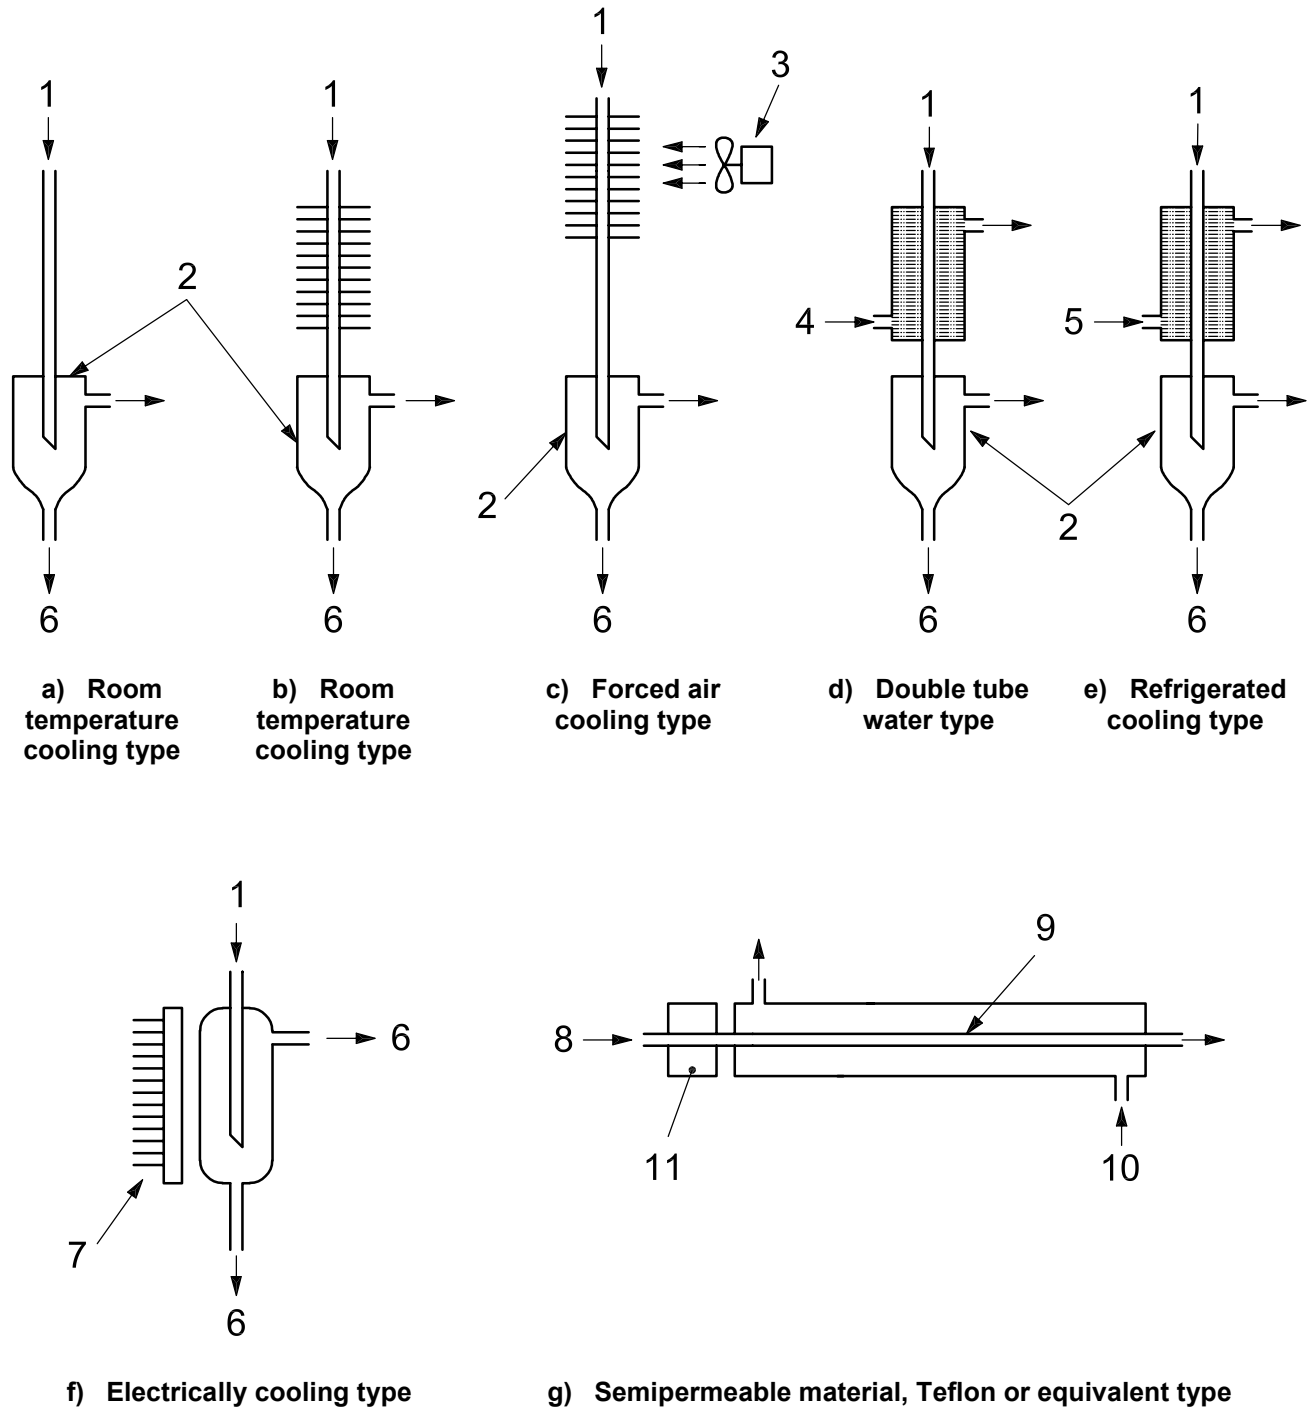 1
3
1
1
1
1
2
4
5
2
2
6
6
6
6
6
a) Room
temperature
cooling type
b) Room
temperature
cooling type
c) Forced air
cooling type
d) Double tube
water type
e) Refrigerated
cooling type
1
9
8
6
11
10
7
6
f) Electrically cooling type
g) Semipermeable material, Teflon or equivalent type